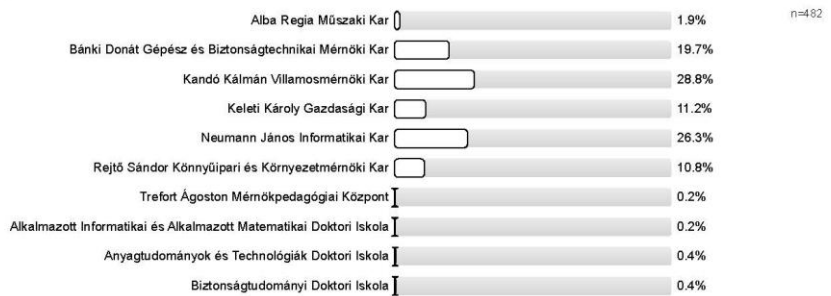 Alba Regia Műszaki Kar 1.9% n=482
Bánki Donát Gépész és Biztonságtechnikai Mérnöki Kar 19.7%
Kandó Kálmán Villamosmérnöki Kar 28.8%
Keleti Károly Gazdasági Kar 11.2%
Neumann János Informatikai Kar 26.3%
Rejtő Sándor Könnyűipari és Környezetmérnöki Kar 10.8%
Trefort Ágoston Mérnökpedagógiai Központ 0.2%
Alkalmazott Informatikai és Alkalmazott Matematikai Doktori Iskola 0.2%
Anyagtudományok és Technológiák Doktori Iskola 0.4%
Biztonságtudományi Doktori Iskola 0.4%